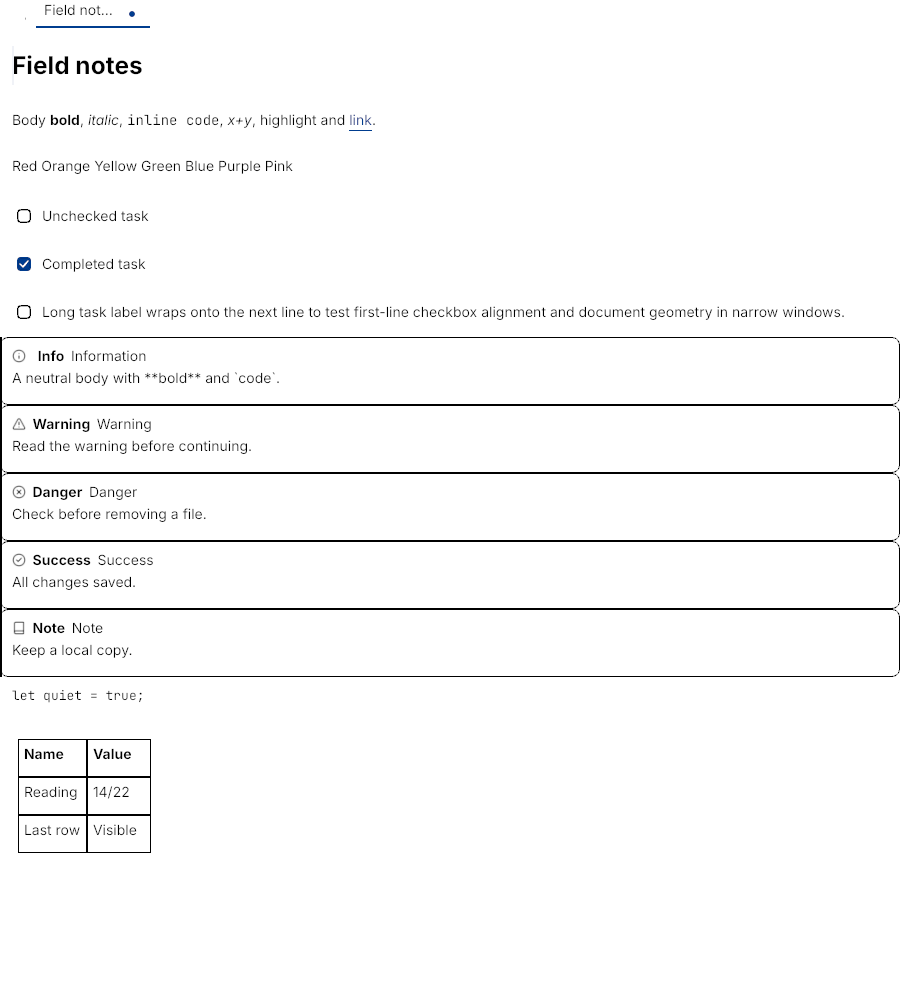 Field not...
Field notes
Body bold, italic, inline code, x+y, highlight and link.
Red Orange Yellow Green Blue Purple Pink
Unchecked task
Completed task
Long task label wraps onto the next line to test first-line checkbox alignment and document geometry in narrow windows.
Info Information
A neutral body with **bold** and `code`.
Warning Warning
Read the warning before continuing.
Danger Danger
Check before removing a file.
Success Success
All changes saved.
Note Note
Keep a local copy.
let quiet = true;
Name Value
Reading 14/22
Last row Visible